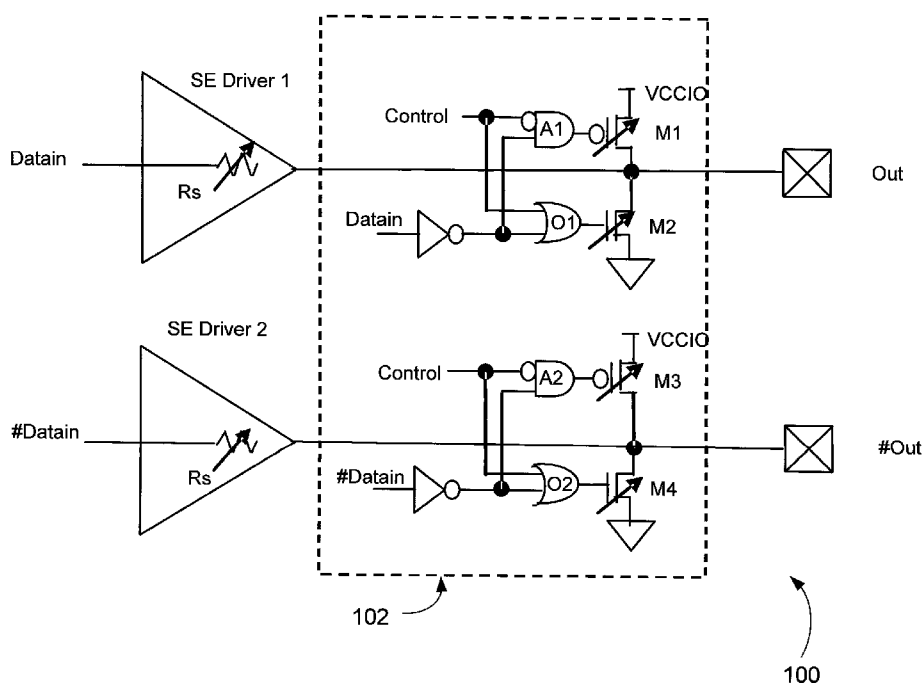 SE Driver 1
Datain
Rs
Control
A1
VCCIO
M1
Datain
O1
M2
Out
SE Driver 2
#Datain
Rs
Control
A2
VCCIO
M3
#Datain
O2
M4
#Out
102
100